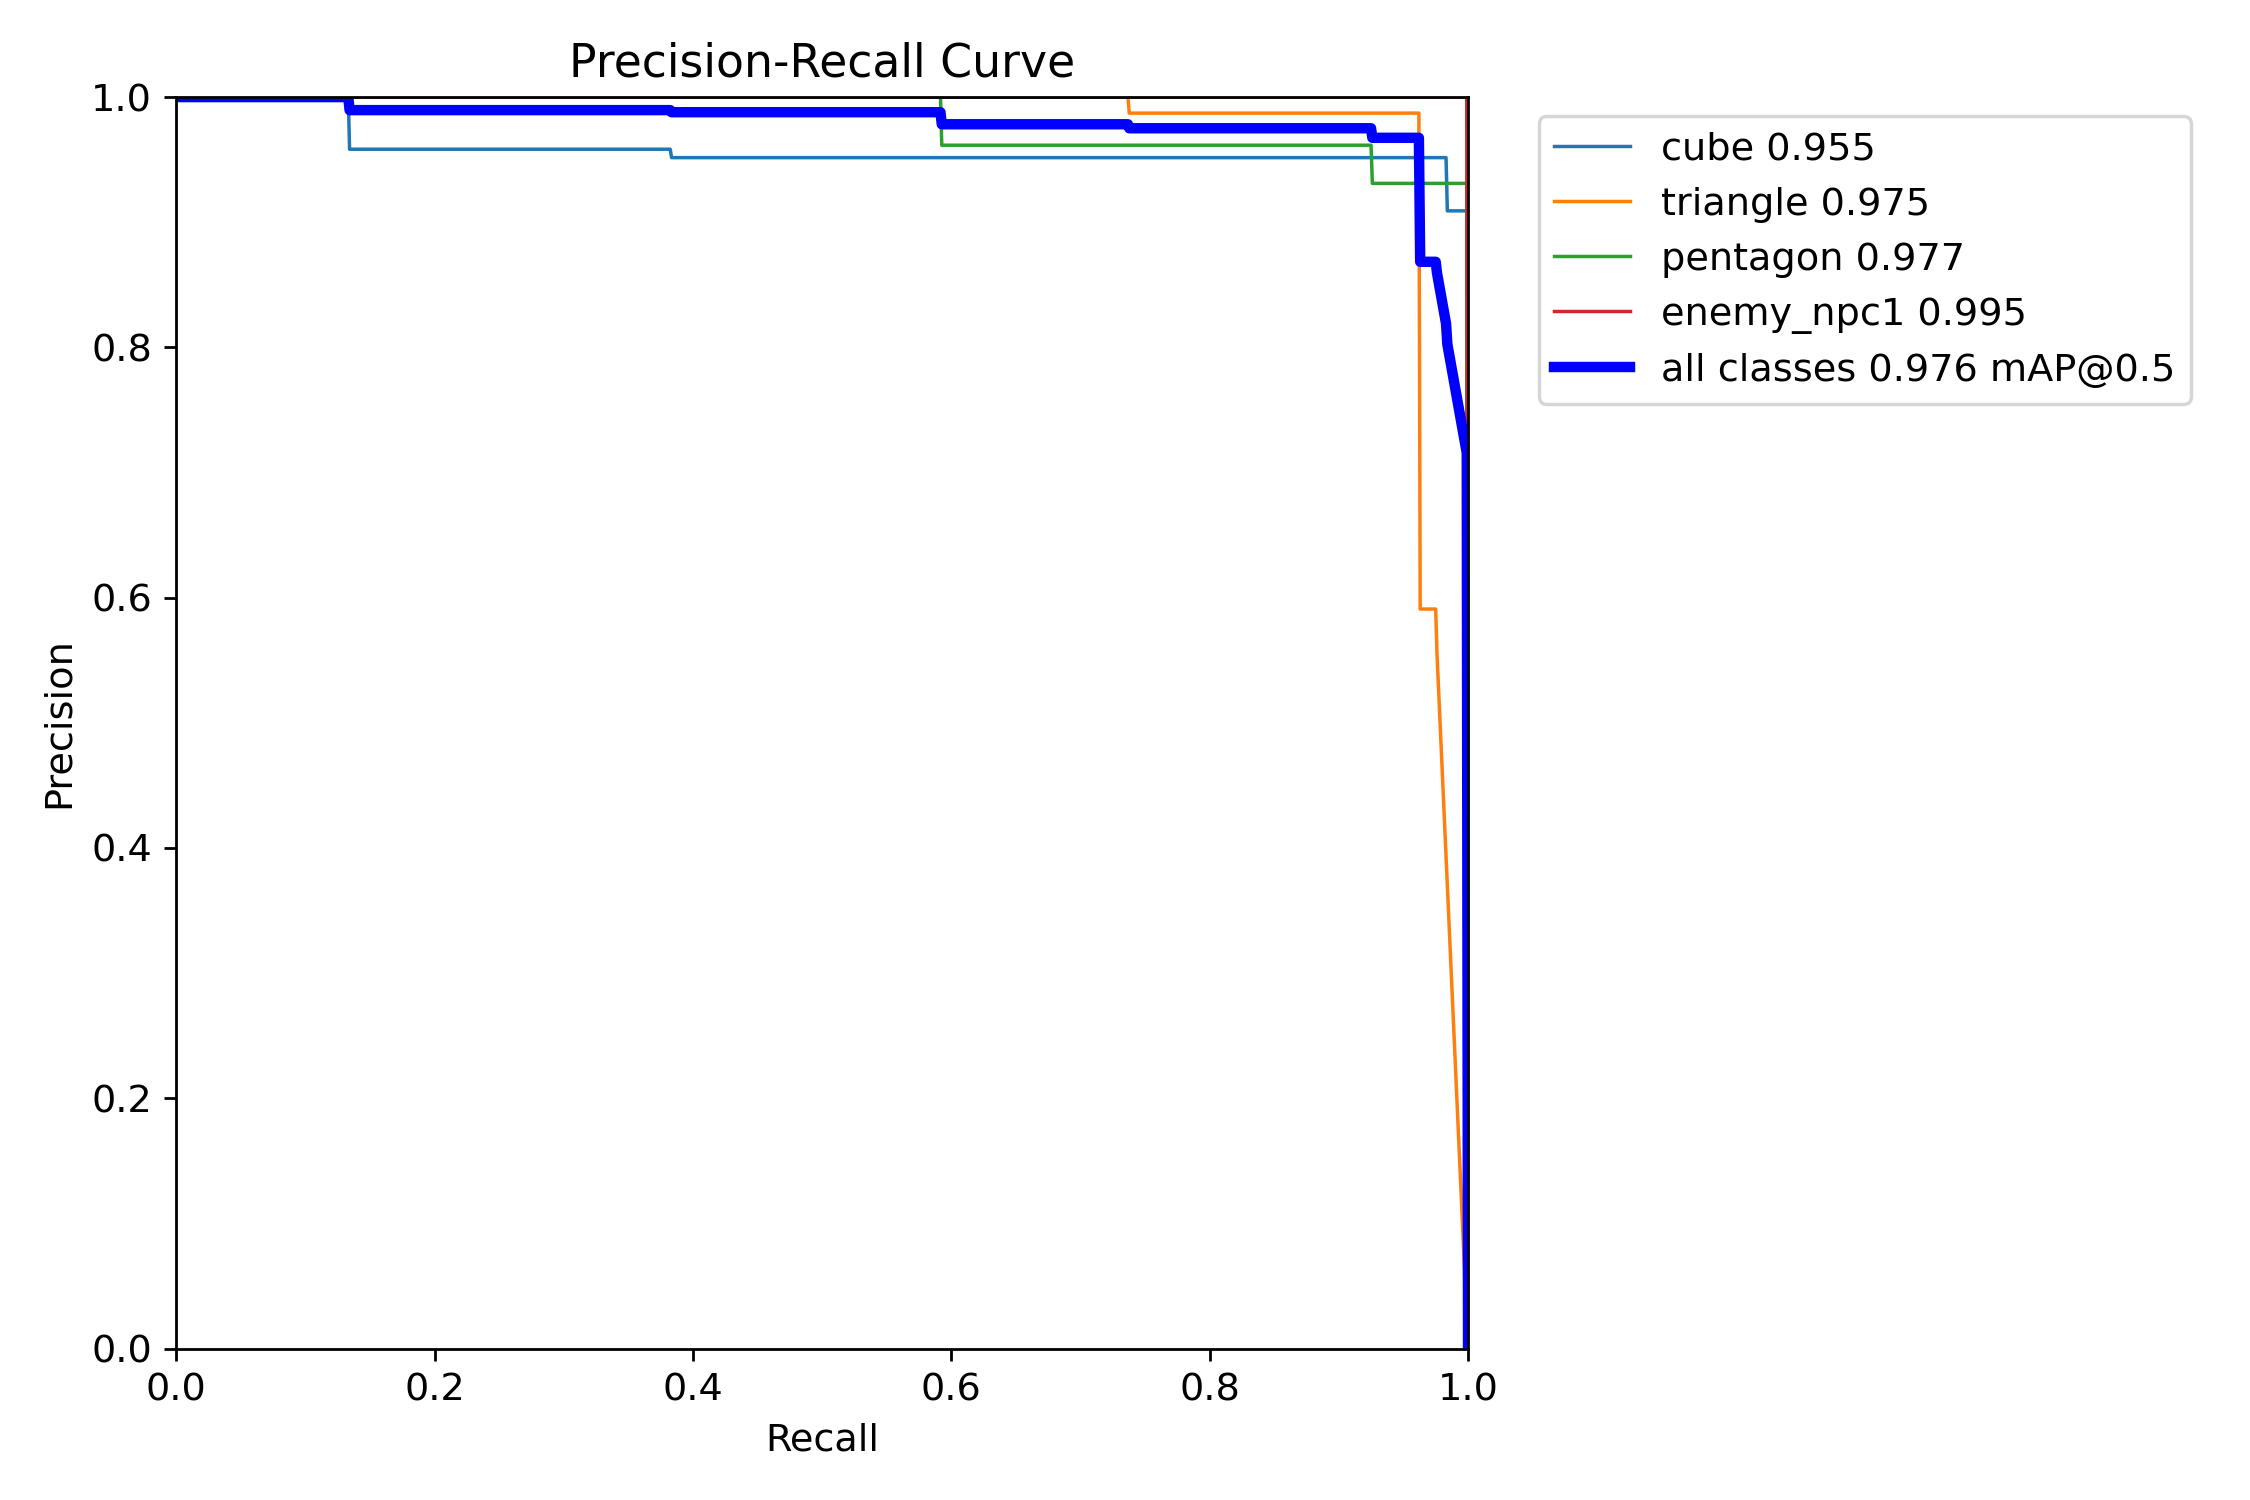 Precision-Recall Curve
1.0
0.8
0.6
0.4
0.2
0.0
Precision
0.0 0.2 0.4 0.6 0.8 1.0
Recall
cube 0.955
triangle 0.975
pentagon 0.977
enemy_npc1 0.995
all classes 0.976 mAP@0.5